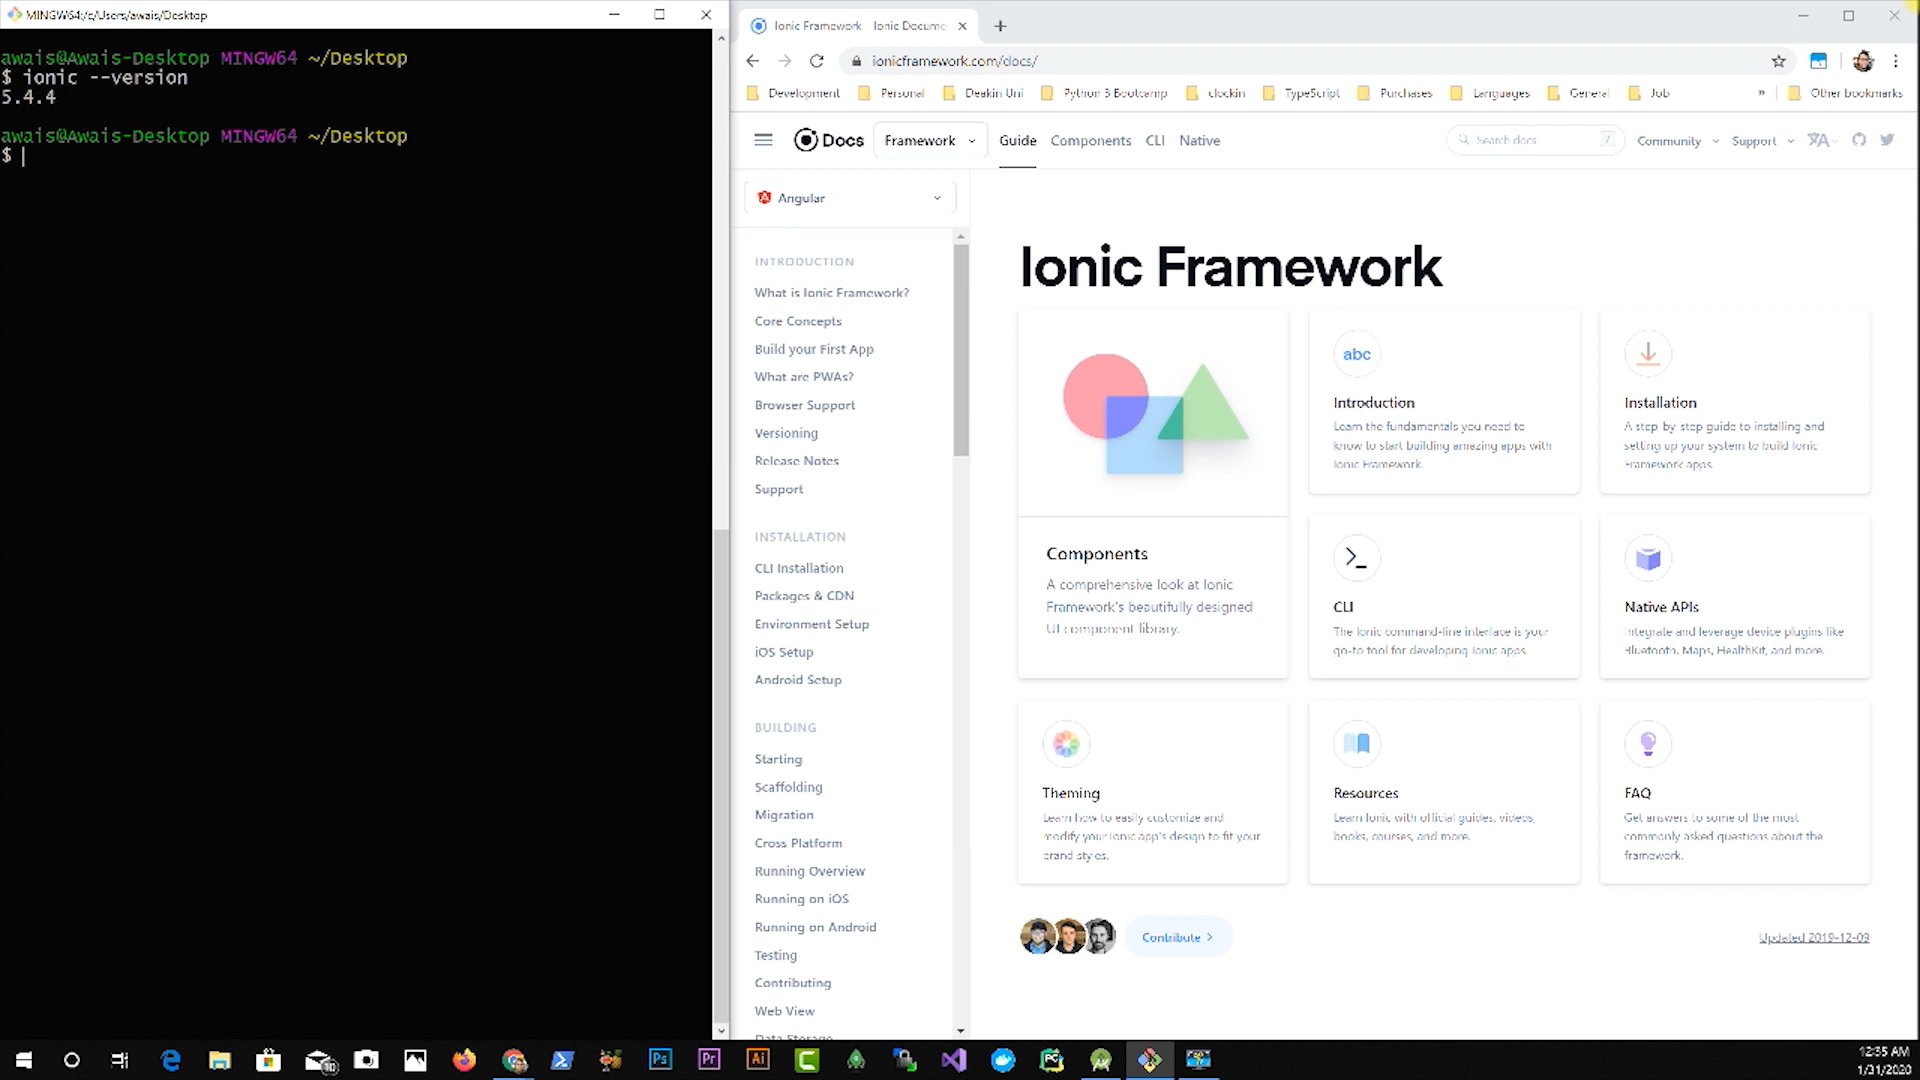 MINGW64:/c/Users/awais/Desktop
awais@Awais-Desktop MINGW64 ~/Desktop
$ ionic --version
5.4.4
awais@Awais-Desktop MINGW64 ~/Desktop
$
Ionic Framework Ionic Docume
ionicframework.com/docs/
Development Personal Deakin Uni Python 3 Bootcamp clockin TypeScript Purchases Languages General Job » Other bookmarks
Docs Framework Guide Components CLI Native Search docs / Community Support
Angular
INTRODUCTION
What is Ionic Framework?
Core Concepts
Build your First App
What are PWAs?
Browser Support
Versioning
Release Notes
Support
INSTALLATION
CLI Installation
Packages & CDN
Environment Setup
iOS Setup
Android Setup
BUILDING
Starting
Scaffolding
Migration
Cross Platform
Running Overview
Running on iOS
Running on Android
Testing
Contributing
Web View
Data Storage
Ionic Framework
Components
A comprehensive look at Ionic
Framework's beautifully designed
UI component library.
abc
Introduction
Learn the fundamentals you need to
know to start building amazing apps with
Ionic Framework.
Installation
A step-by-step guide to installing and
setting up your system to build Ionic
Framework apps.
CLI
The Ionic command-line interface is your
go-to tool for developing Ionic apps.
Native APIs
Integrate and leverage device plugins like
Bluetooth, Maps, HealthKit, and more.
Theming
Learn how to easily customize and
modify your Ionic app's design to fit your
brand styles.
Resources
Learn Ionic with official guides, videos,
books, courses, and more.
FAQ
Get answers to some of the most
commonly asked questions about the
framework.
Contribute >
Updated 2019-12-09
Ps Pr Ai C PC
12:35 AM
1/31/2020